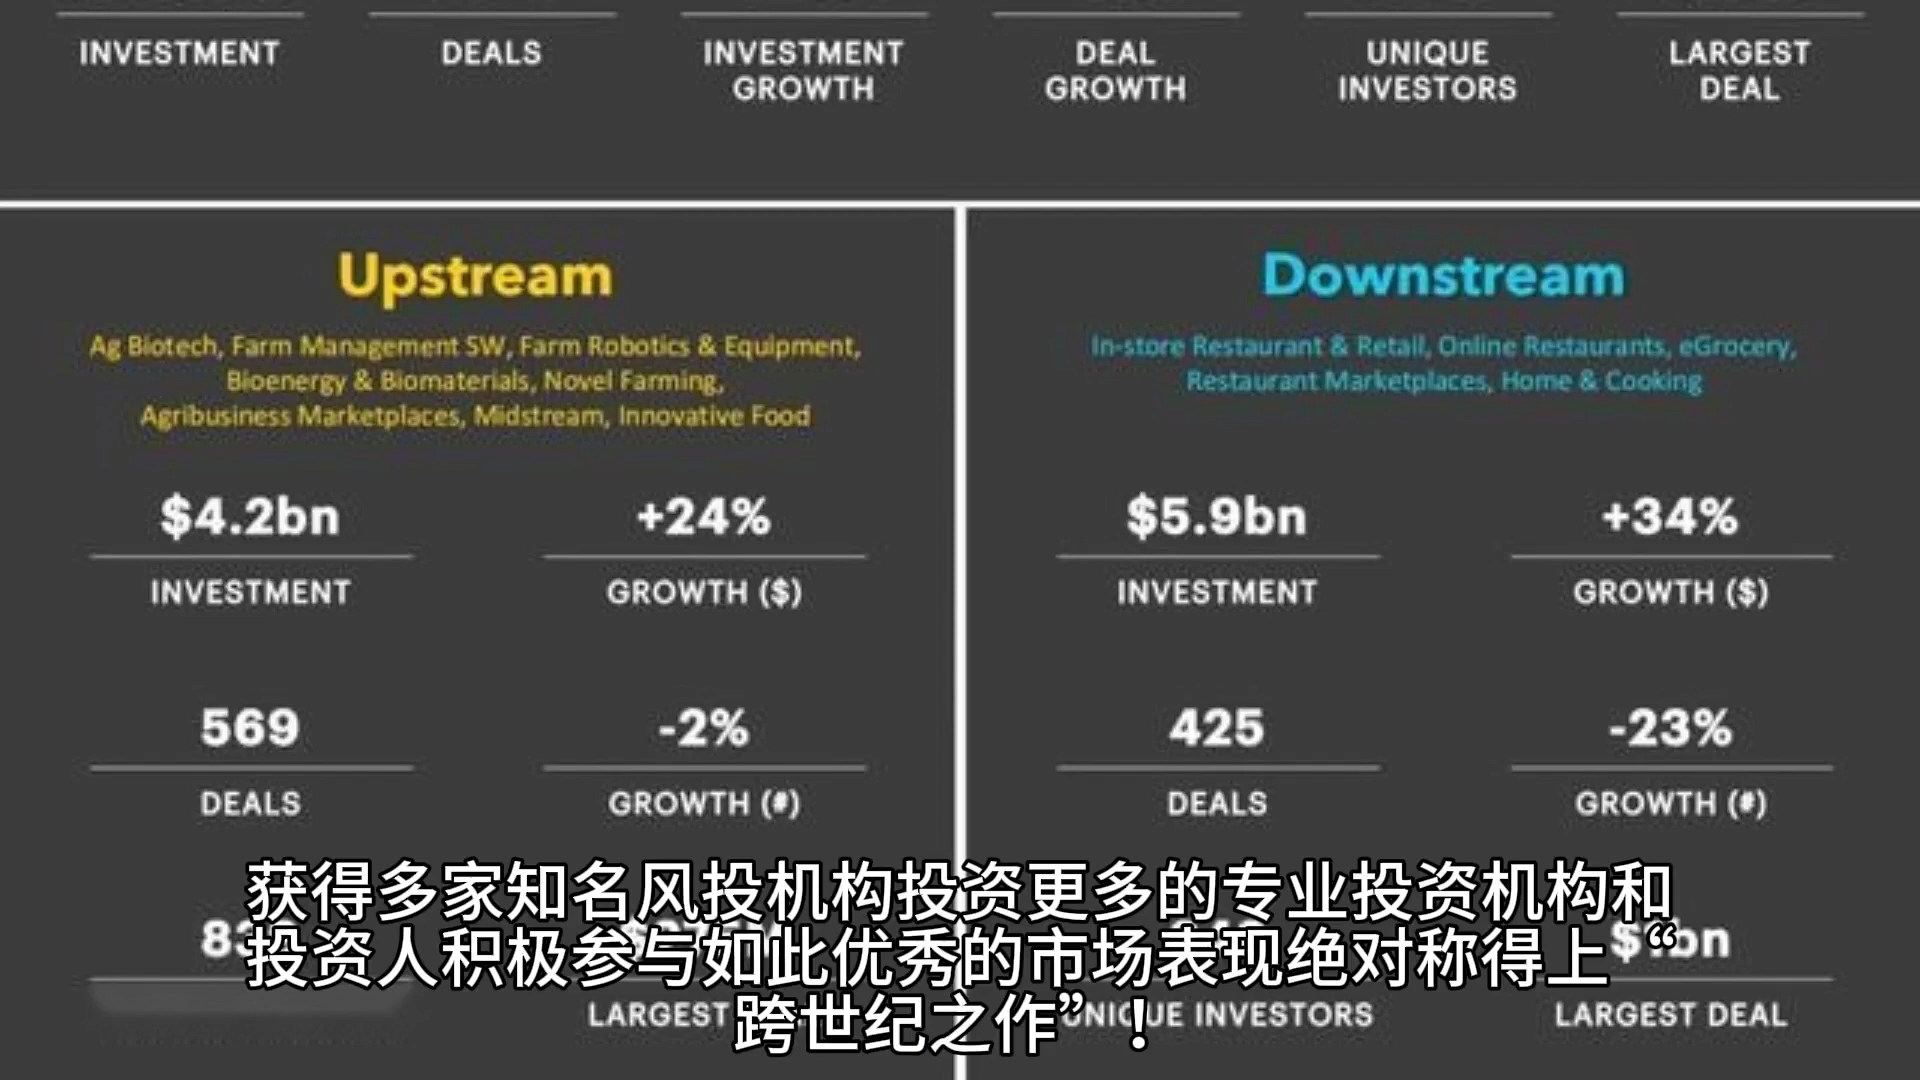 INVESTMENT
DEALS
INVESTMENT
GROWTH
DEAL
GROWTH
UNIQUE
INVESTORS
LARGEST
DEAL
Upstream
Ag Biotech, Farm Management SW, Farm Robotics & Equipment,
Bioenergy & Biomaterials, Novel Farming,
Agribusiness Marketplaces, Midstream, Innovative Food
$4.2bn
INVESTMENT
+24%
GROWTH ($)
569
DEALS
-2%
GROWTH (#)
LARGEST
Downstream
In-store Restaurant & Retail, Online Restaurants, eGrocery,
Restaurant Marketplaces, Home & Cooking
$5.9bn
INVESTMENT
+34%
GROWTH ($)
425
DEALS
-23%
GROWTH (#)
UNIQUE INVESTORS
LARGEST DEAL
获得多家知名风投机构投资更多的专业投资机构和
投资人积极参与如此优秀的市场表现绝对称得上“
跨世纪之作”！